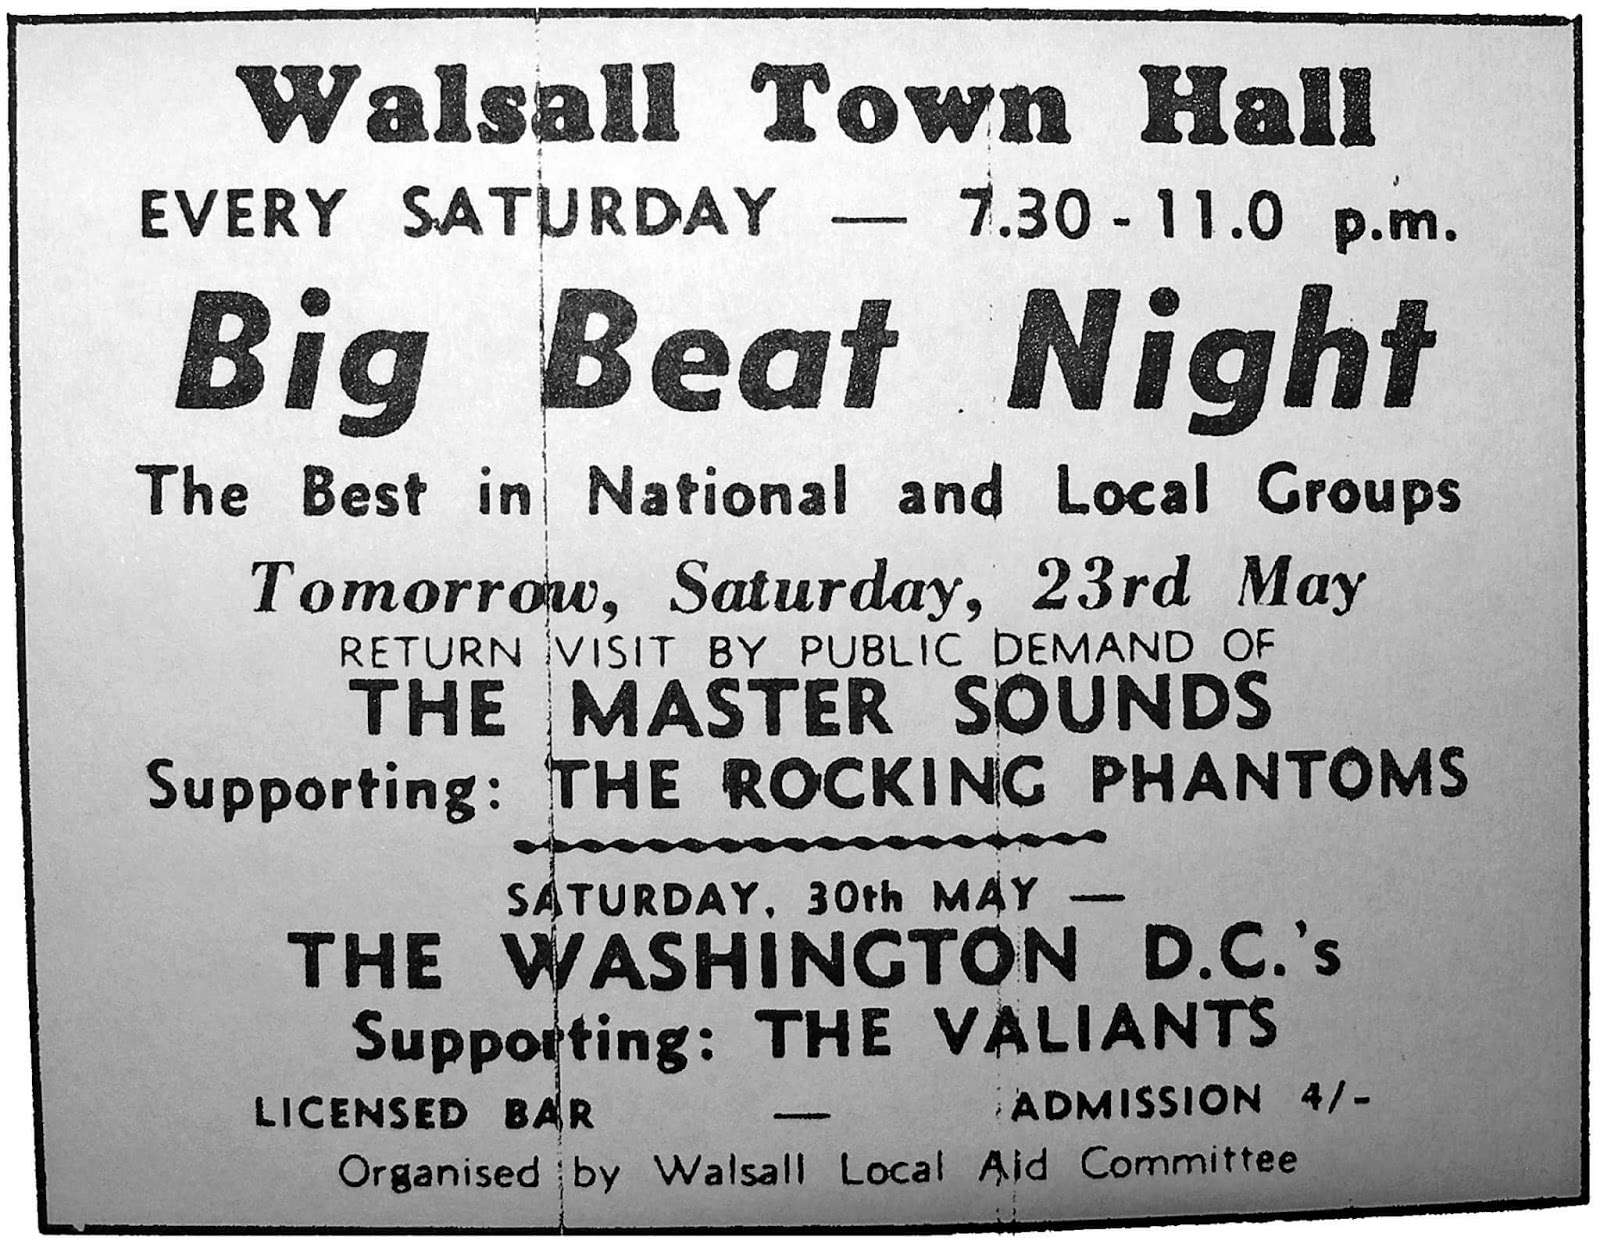 Walsall Town Hall
EVERY SATURDAY — 7.30 - 11.0 p.m.
Big Beat Night
The Best in National and Local Groups
Tomorrow, Saturday, 23rd May
RETURN VISIT BY PUBLIC DEMAND OF
THE MASTER SOUNDS
Supporting: THE ROCKING PHANTOMS
SATURDAY, 30th MAY —
THE WASHINGTON D.C.'s
Supporting: THE VALIANTS
LICENSED BAR — ADMISSION 4/-
Organised by Walsall Local Aid Committee